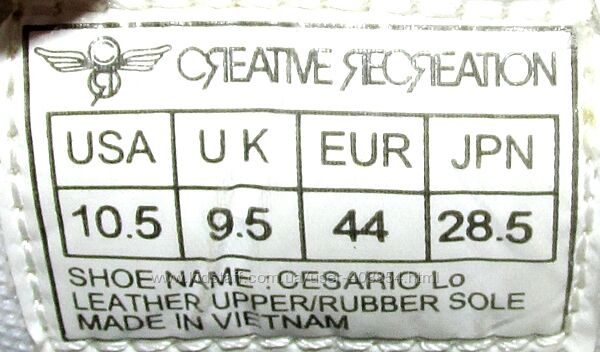 CREATIVE RECREATION
USA UK EUR JPN
10.5 9.5 44 28.5
SHOE NAME : CESARIO Lo
LEATHER UPPER/RUBBER SOLE
MADE IN VIETNAM